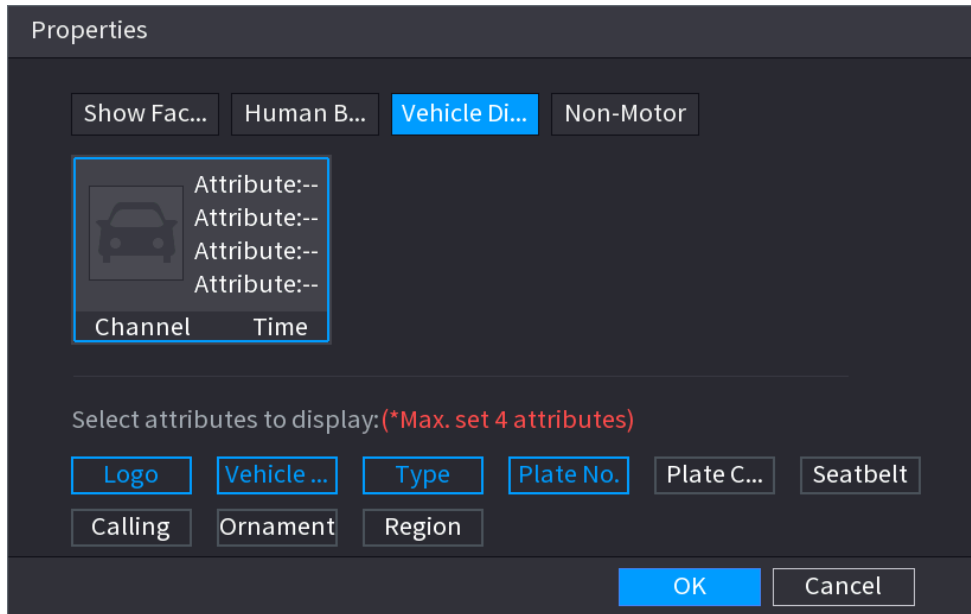 Properties
Show Fac... Human B... Vehicle Di... Non-Motor
Attribute:--
Attribute:--
Attribute:--
Attribute:--
Channel Time
Select attributes to display:(*Max. set 4 attributes)
Logo Vehicle ... Type Plate No. Plate C... Seatbelt
Calling Ornament Region
OK Cancel